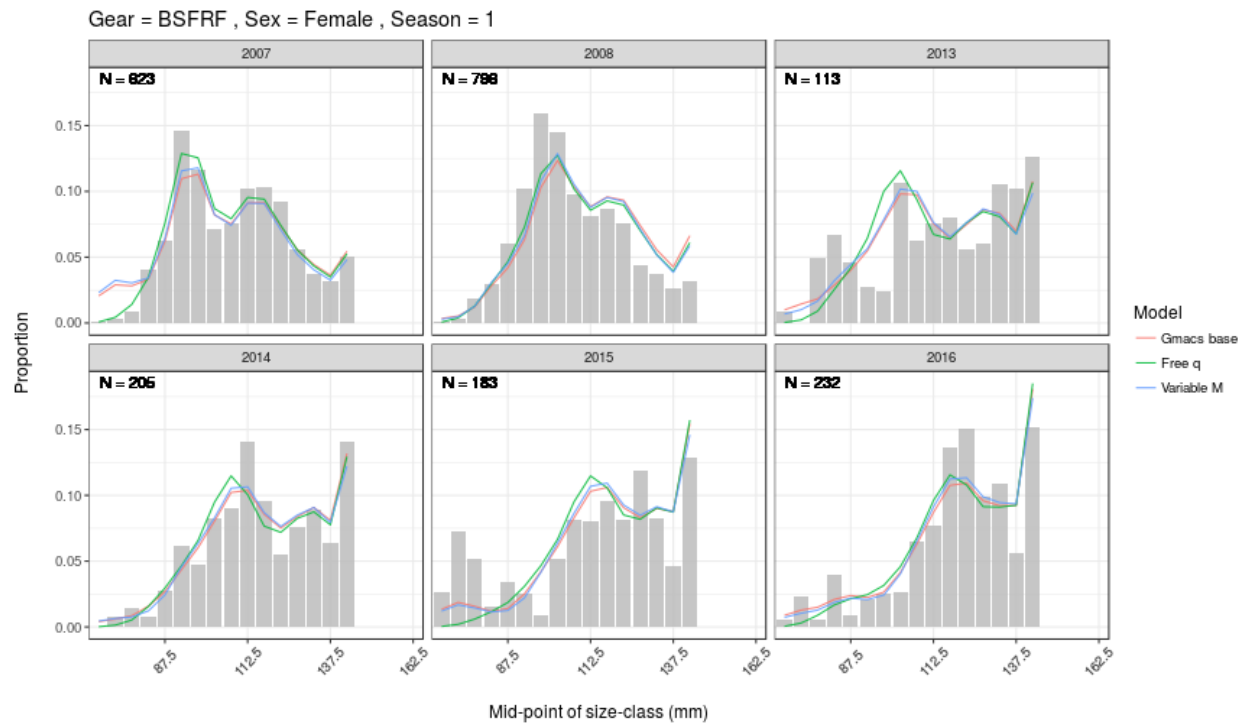 Gear = BSFRF , Sex = Female , Season = 1
2007
2008
2013
N = 623
N = 798
N = 113
0.15
0.10
0.05
0.00
2014
2015
2016
N = 205
N = 183
N = 232
0.15
0.10
0.05
0.00
87.5
112.5
137.5
162.5
87.5
112.5
137.5
162.5
87.5
112.5
137.5
162.5
Proportion
Mid-point of size-class (mm)
Model
Gmacs base
Free q
Variable M